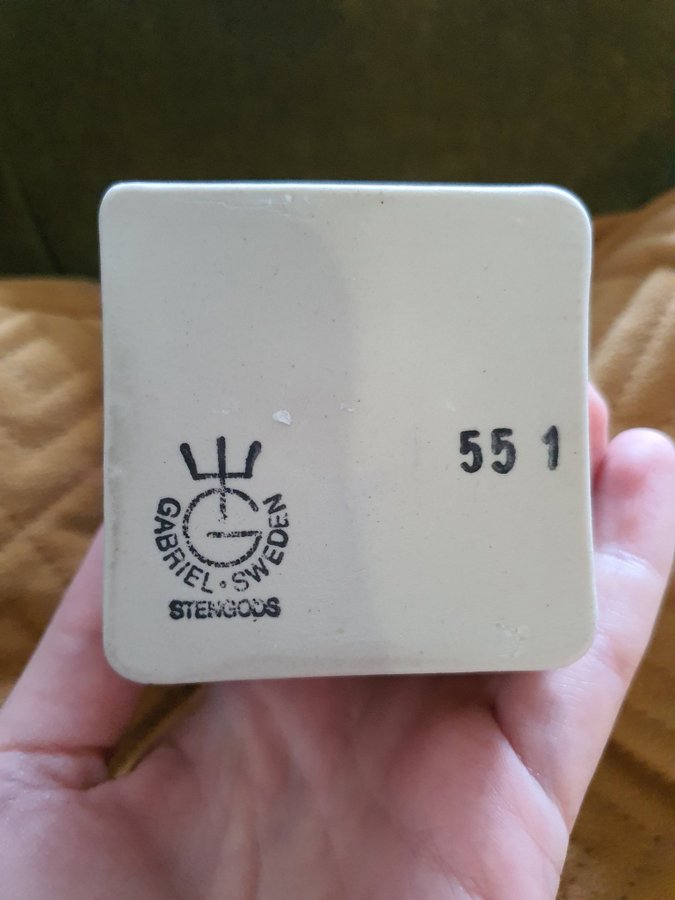 55 1
G
GABRIEL · SWEDEN
STENGODS